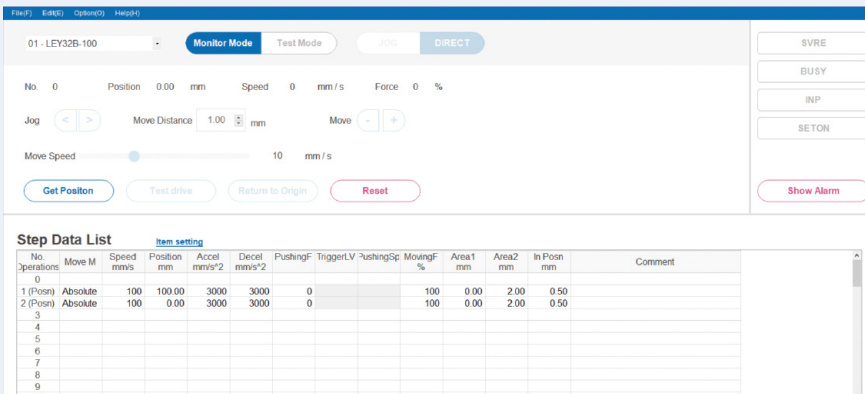 File(F) Edit(E) Option(O) Help(H)
01 - LEY32B-100 Monitor Mode Test Mode JOG DIRECT SVRE
BUSY
No. 0 Position 0.00 mm Speed 0 mm / s Force 0 %
INP
Jog < > Move Distance 1.00 mm Move - +
SETON
Move Speed 10 mm / s
Get Positon Test drive Return to Origin Reset Show Alarm
Step Data List Item setting
No. Move M Speed Position Accel Decel PushingF TriggerLV PushingSp MovingF Area1 Area2 In Posn Comment
Operations mm/s mm mm/s^2 mm/s^2 % mm mm mm
0
1 (Posn) Absolute 100 100.00 3000 3000 0 100 0.00 2.00 0.50
2 (Posn) Absolute 100 0.00 3000 3000 0 100 0.00 2.00 0.50
3
4
5
6
7
8
9